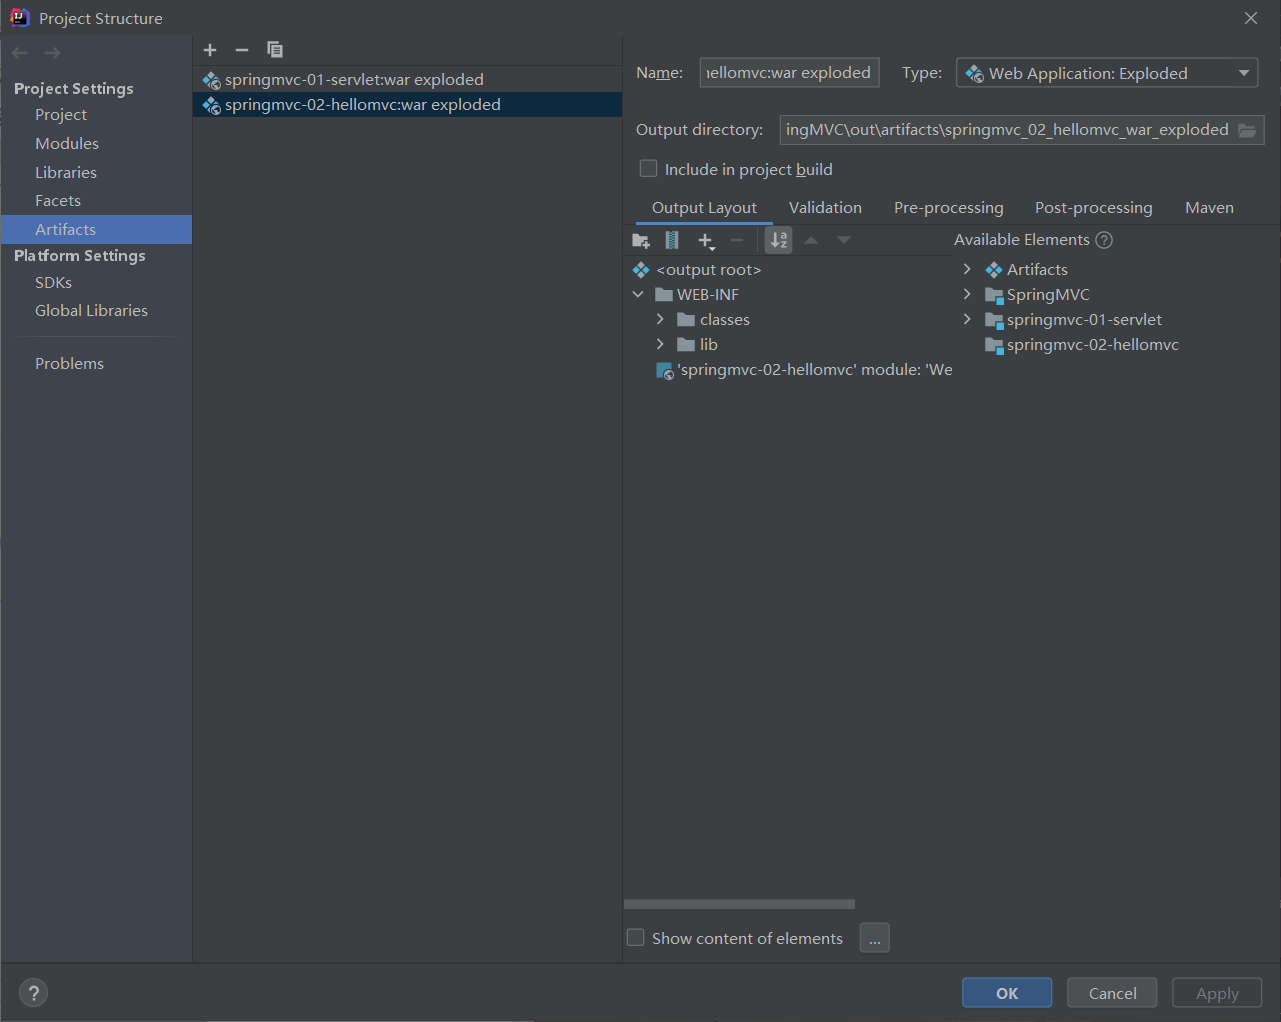 Project Structure
Project Settings
Project
Modules
Libraries
Facets
Artifacts
Platform Settings
SDKs
Global Libraries
Problems
springmvc-01-servlet:war exploded
springmvc-02-hellomvc:war exploded
Name: hellomvc:war exploded Type: Web Application: Exploded
Output directory: ingMVC\out\artifacts\springmvc_02_hellomvc_war_exploded
Include in project build
Output Layout Validation Pre-processing Post-processing Maven
Available Elements ?
<output root>
WEB-INF
classes
lib
'springmvc-02-hellomvc' module: 'We
Artifacts
SpringMVC
springmvc-01-servlet
springmvc-02-hellomvc
Show content of elements ...
? OK Cancel Apply